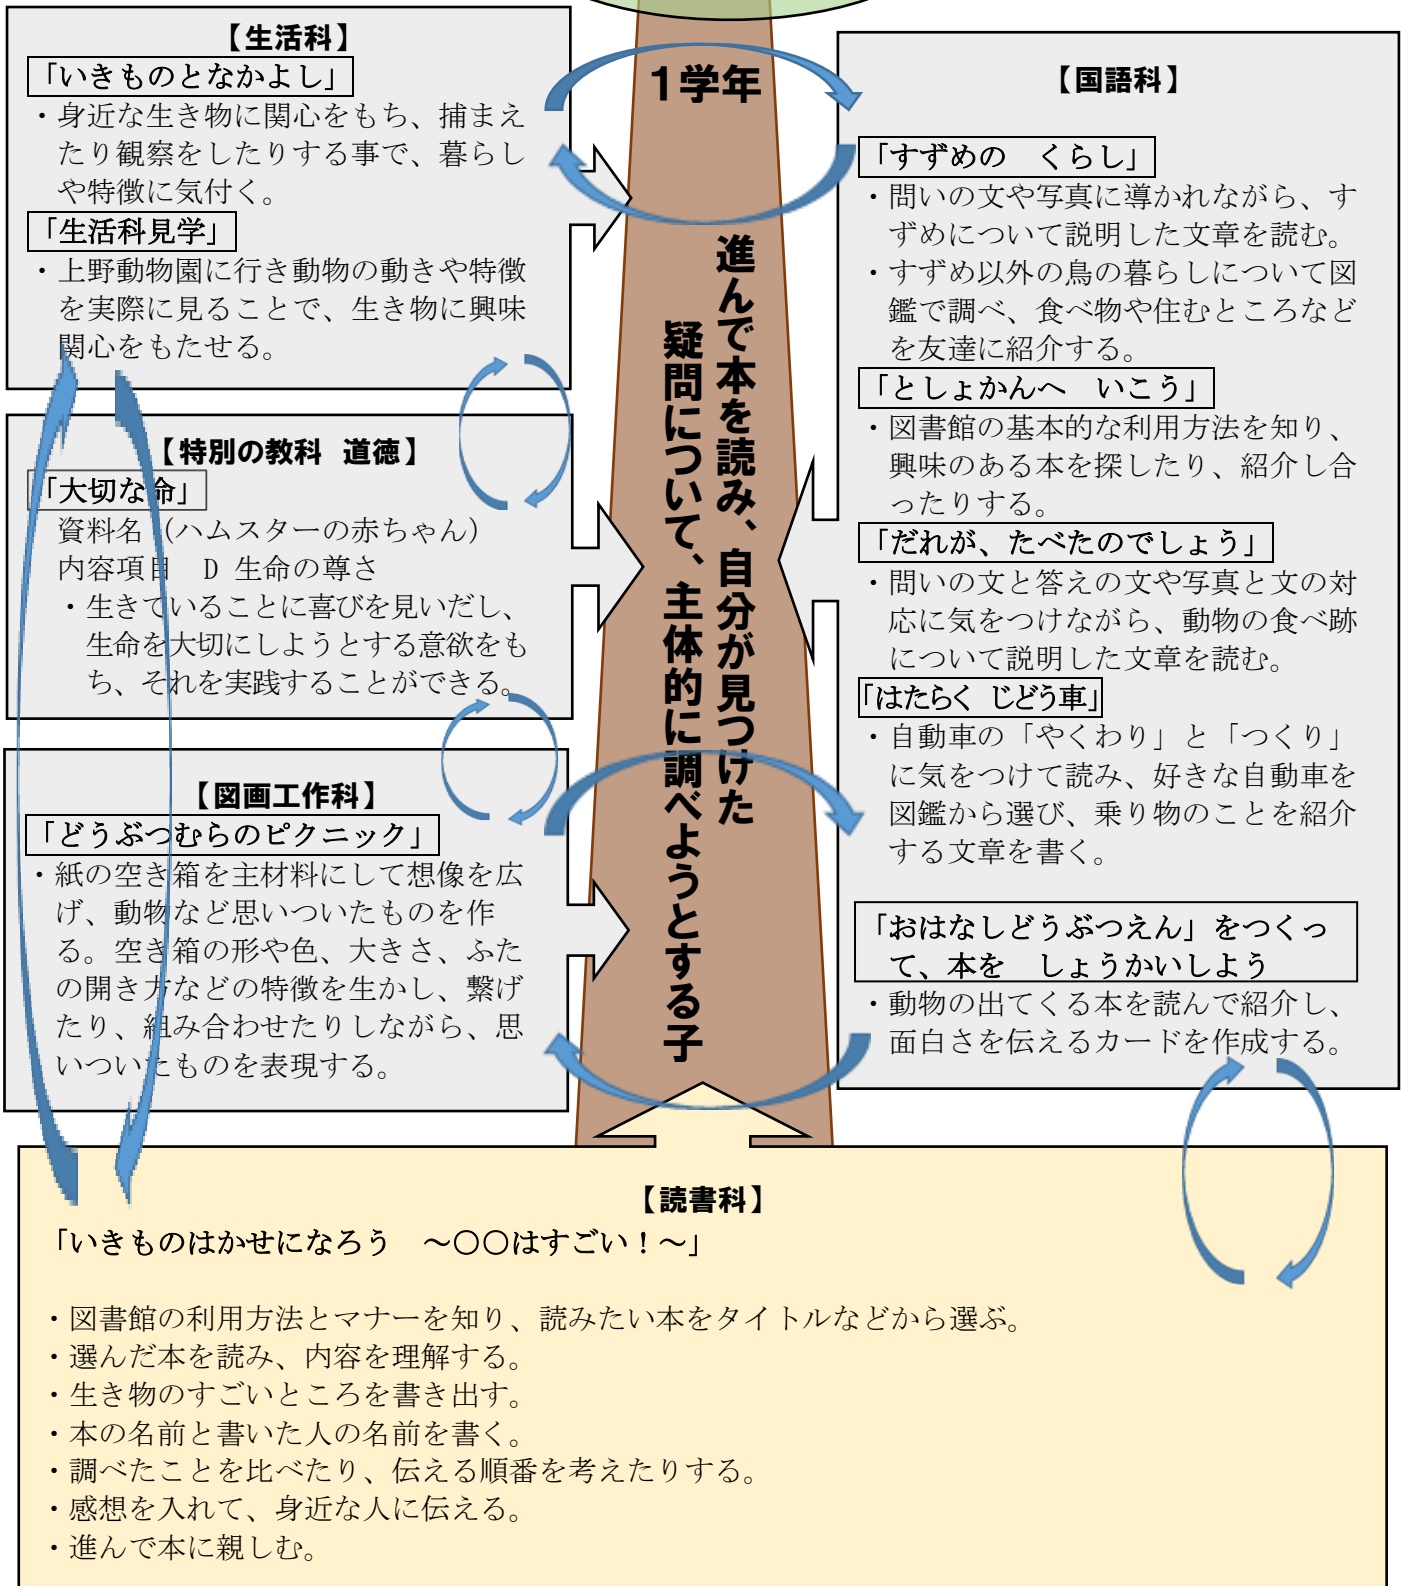 【生活科】
「いきものとなかよし」
・身近な生き物に関心をもち、捕まえ
たり観察をしたりする事で、暮らし
や特徴に気付く。
「生活科見学」
・上野動物園に行き動物の動きや特徴
を実際に見ることで、生き物に興味
関心をもたせる。
【特別の教科 道徳】
「大切な命」
資料名 (ハムスターの赤ちゃん)
内容項目 D 生命の尊さ
・生きていることに喜びを見いだし、
生命を大切にしようとする意欲をも
ち、それを実践することができる。
【図画工作科】
「どうぶつむらのピクニック」
・紙の空き箱を主材料にして想像を広
げ、動物など思いついたものを作
る。空き箱の形や色、大きさ、ふた
の開き方などの特徴を生かし、繋げ
たり、組み合わせたりしながら、思
いついたものを表現する。
1学年
進んで本を読み、自分が見つけた
疑問について、主体的に調べようとする子
【国語科】
「すずめの くらし」
・問いの文や写真に導かれながら、す
ずめについて説明した文章を読む。
・すずめ以外の鳥の暮らしについて図
鑑で調べ、食べ物や住むところなど
を友達に紹介する。
「としょかんへ いこう」
・図書館の基本的な利用方法を知り、
興味のある本を探したり、紹介し合
ったりする。
「だれが、たべたのでしょう」
・問いの文と答えの文や写真と文の対
応に気をつけながら、動物の食べ跡
について説明した文章を読む。
「はたらく じどう車」
・自動車の「やくわり」と「つくり」
に気をつけて読み、好きな自動車を
図鑑から選び、乗り物のことを紹介
する文章を書く。
「おはなしどうぶつえん」をつくっ
て、本を しょうかいしよう
・動物の出てくる本を読んで紹介し、
面白さを伝えるカードを作成する。
【読書科】
「いきものはかせになろう ～〇〇はすごい！～」
・図書館の利用方法とマナーを知り、読みたい本をタイトルなどから選ぶ。
・選んだ本を読み、内容を理解する。
・生き物のすごいところを書き出す。
・本の名前と書いた人の名前を書く。
・調べたことを比べたり、伝える順番を考えたりする。
・感想を入れて、身近な人に伝える。
・進んで本に親しむ。